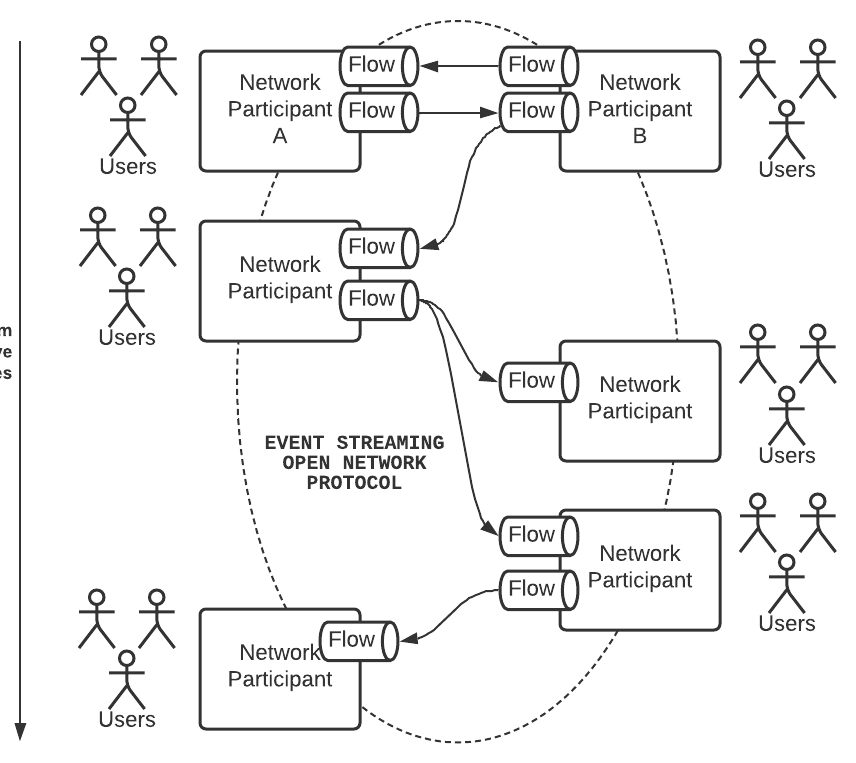 Flow
Flow
Network
Participant
A
Flow
Flow
Network
Participant
B
Users
Users
Flow
Network
Participant
Flow
Users
m
ve
es
Flow
Network
Participant
EVENT STREAMING
OPEN NETWORK
PROTOCOL
Users
Flow
Network
Participant
Flow
Users
Flow
Network
Participant
Users